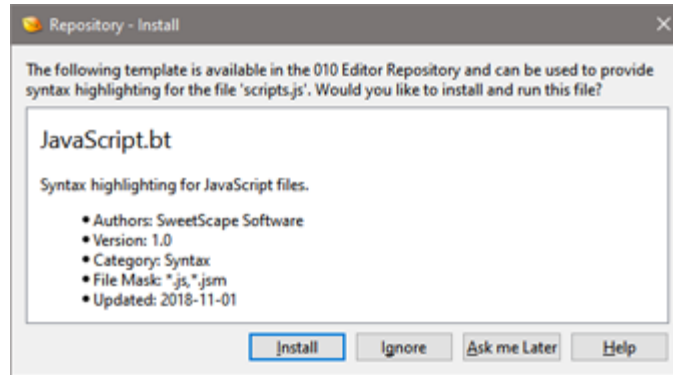 Repository - Install
The following template is available in the 010 Editor Repository and can be used to provide
syntax highlighting for the file 'scripts.js'. Would you like to install and run this file?
JavaScript.bt
Syntax highlighting for JavaScript files.
• Authors: SweetScape Software
• Version: 1.0
• Category: Syntax
• File Mask: *.js,*.jsm
• Updated: 2018-11-01
Install Ignore Ask me Later Help